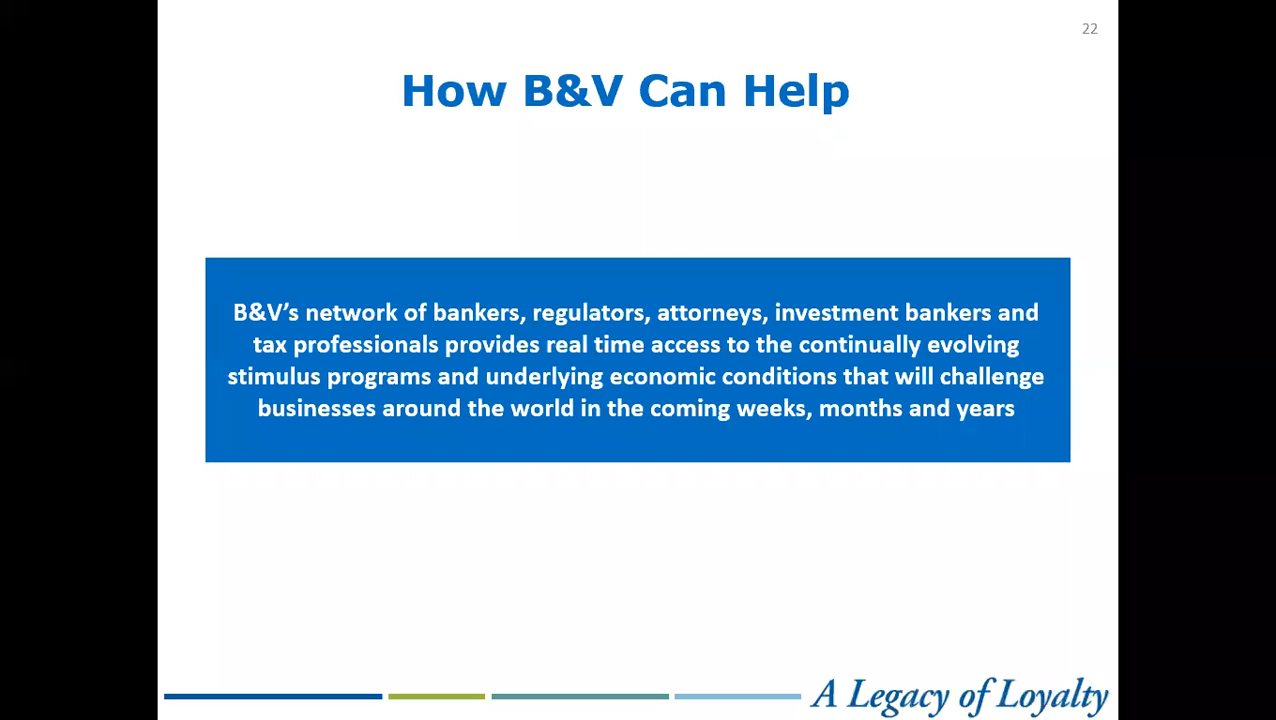 22
How B&V Can Help
B&V’s network of bankers, regulators, attorneys, investment bankers and
tax professionals provides real time access to the continually evolving
stimulus programs and underlying economic conditions that will challenge
businesses around the world in the coming weeks, months and years
A Legacy of Loyalty